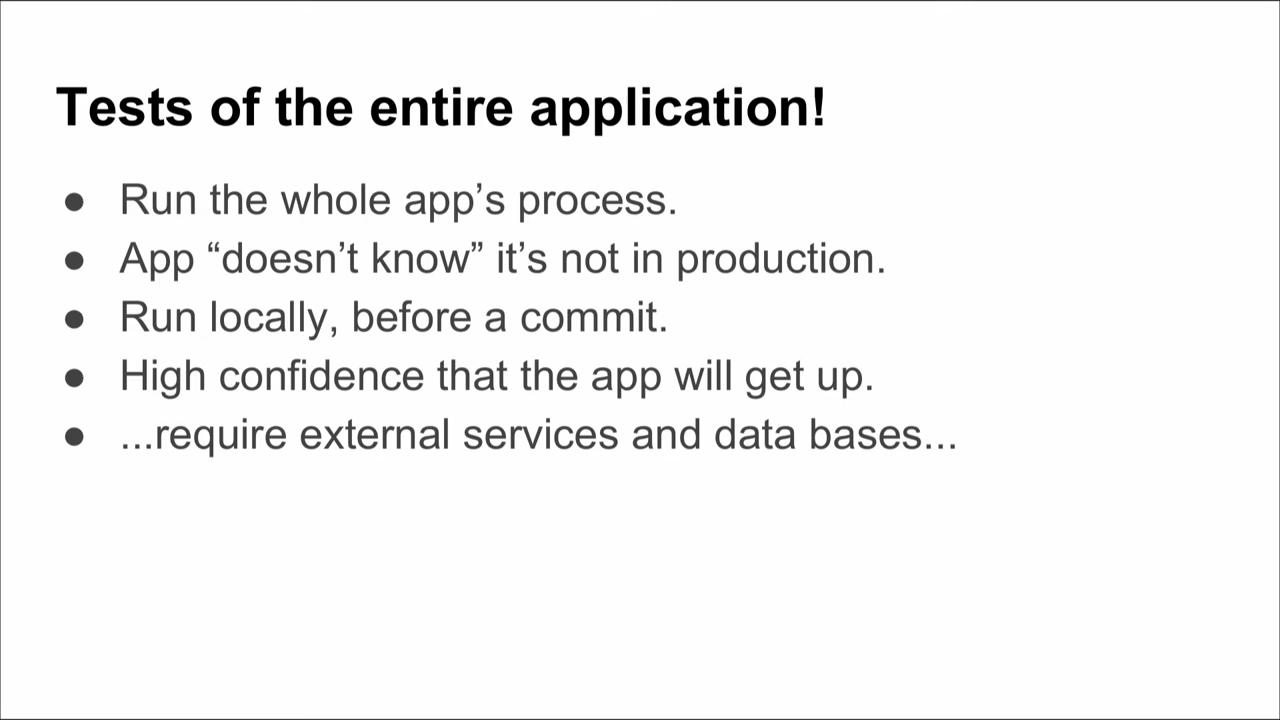 Tests of the entire application!
● Run the whole app’s process.
● App “doesn’t know” it’s not in production.
● Run locally, before a commit.
● High confidence that the app will get up.
● ...require external services and data bases...